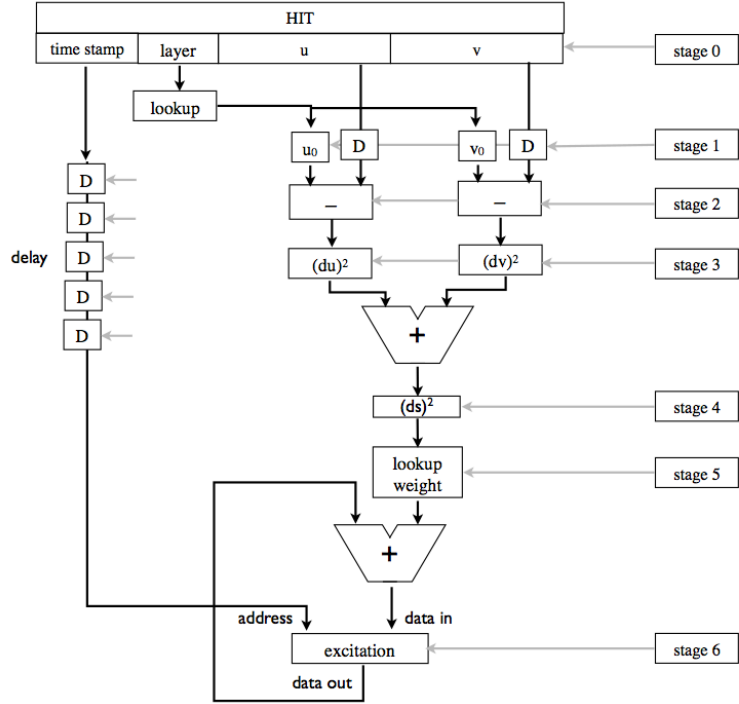 HIT
time stamp layer u v stage 0
lookup
u₀ D v₀ D stage 1
D
– – stage 2
D
delay D (du)² (dv)² stage 3
D
D
+
(ds)² stage 4
lookup
weight stage 5
+
address data in
excitation stage 6
data out